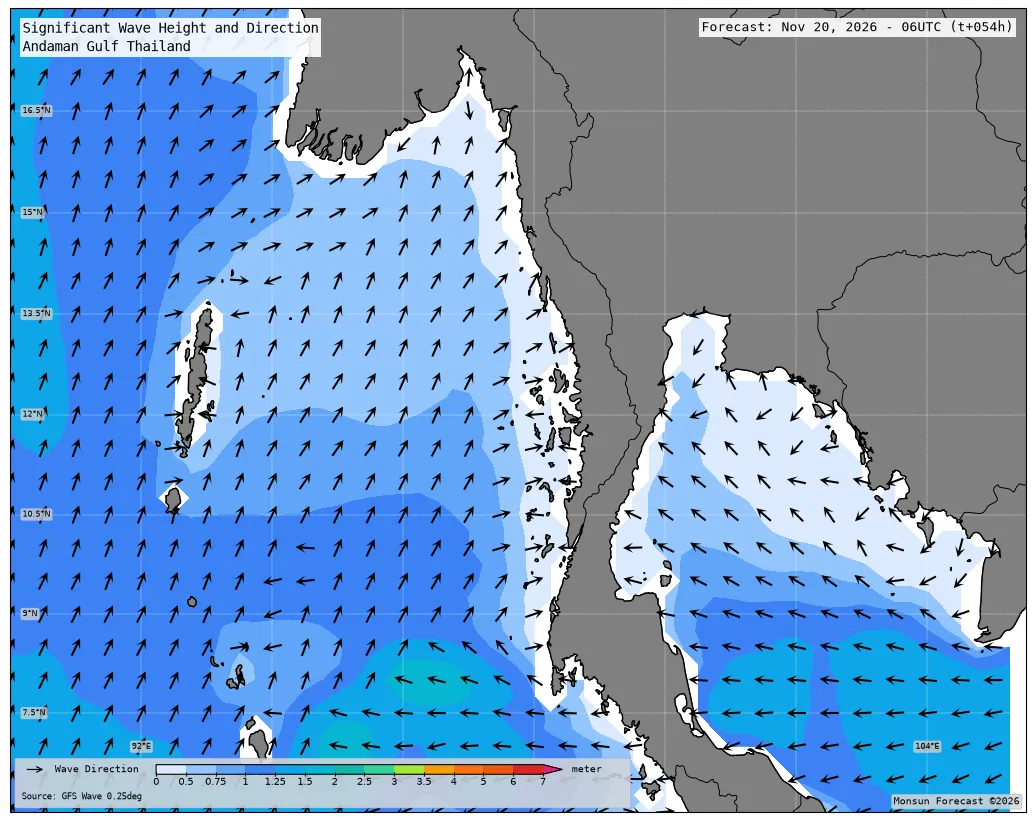 Significant Wave Height and Direction
Andaman Gulf Thailand
Forecast: Nov 20, 2026 - 06UTC (t+054h)
16.5°N
15°N
13.5°N
12°N
10.5°N
9°N
7.5°N
92°E
104°E
Wave Direction
0.5 0.75 1 1.25 1.5 2 2.5 3 3.5 4 5 6 7
meter
Source: GFS Wave 0.25deg
Monsun Forecast ©2026